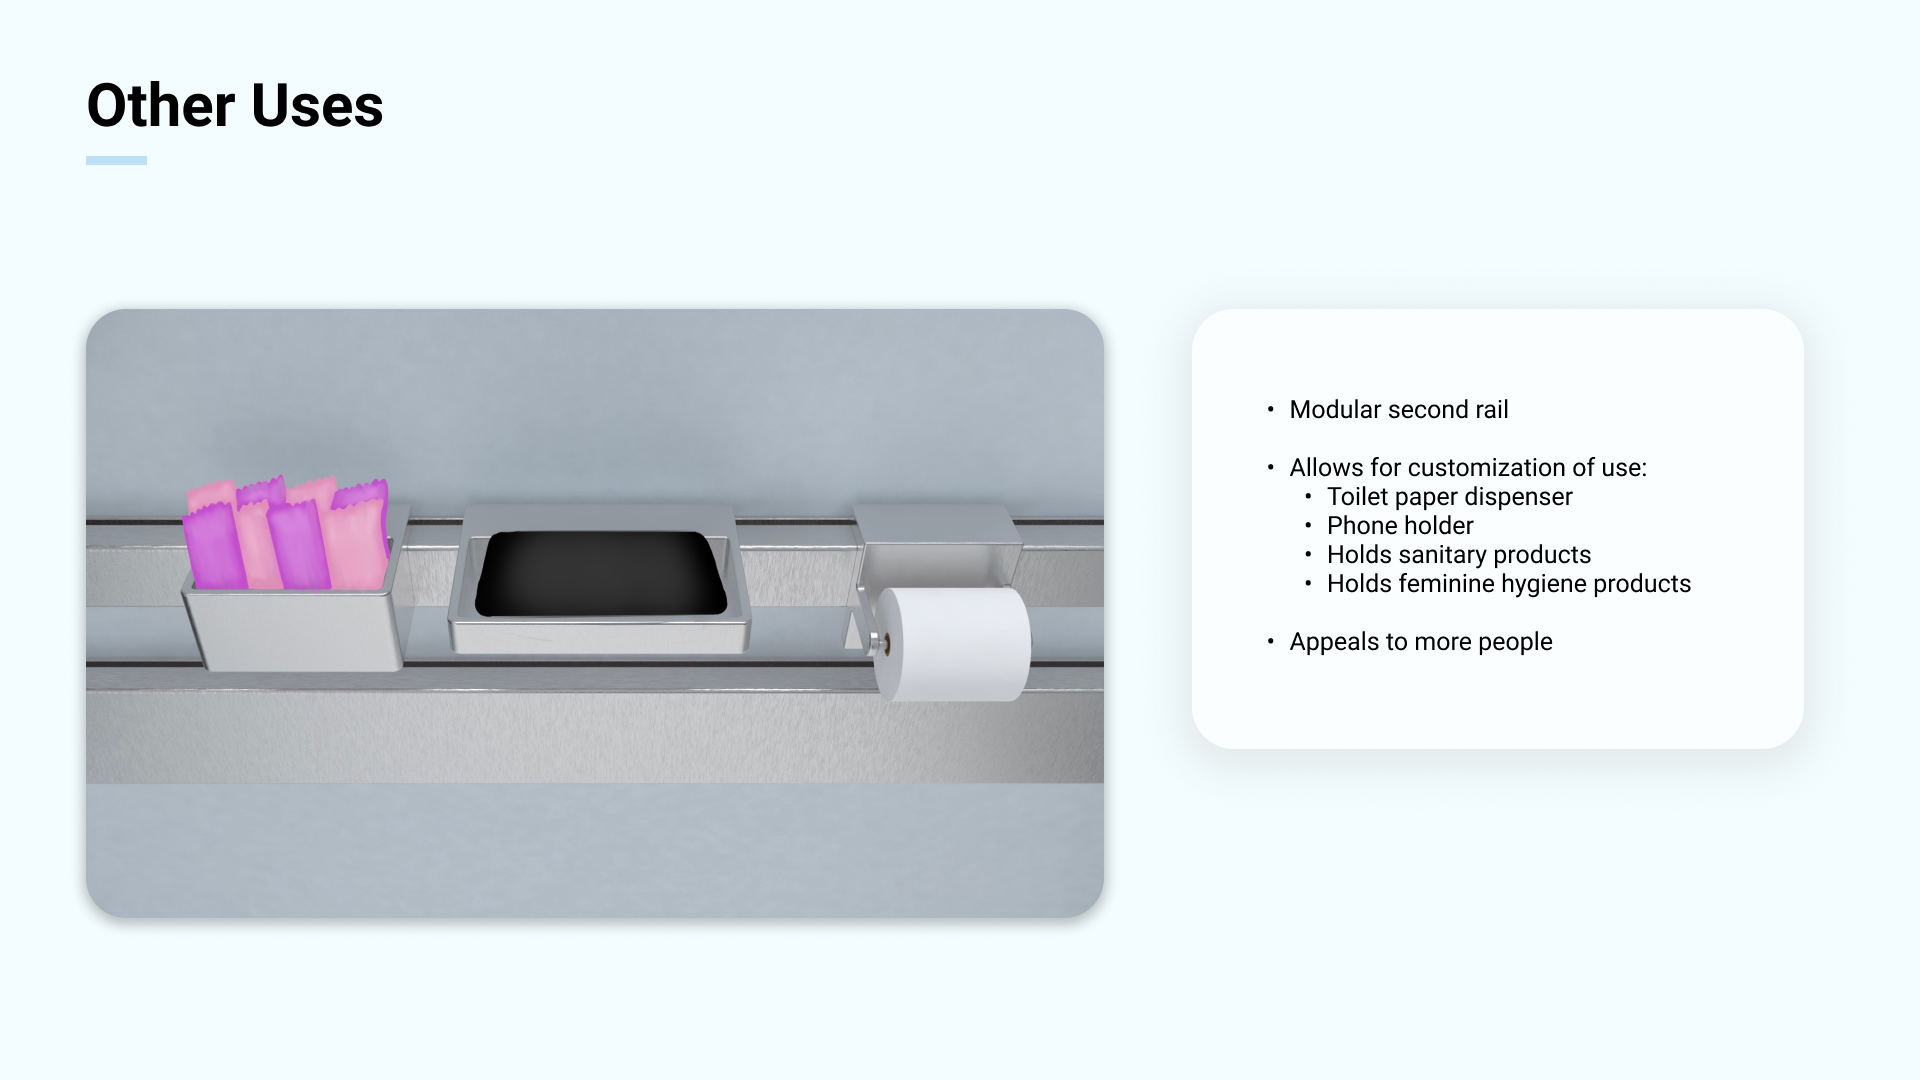 Other Uses
• Modular second rail
• Allows for customization of use:
• Toilet paper dispenser
• Phone holder
• Holds sanitary products
• Holds feminine hygiene products
• Appeals to more people